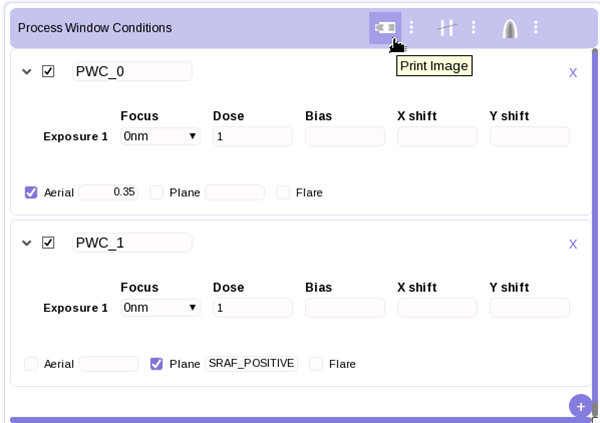 Process Window Conditions
Print Image
PWC_0
X
Focus Dose Bias X shift Y shift
Exposure 1 0nm 1
Aerial 0.35 Plane Flare
PWC_1
X
Focus Dose Bias X shift Y shift
Exposure 1 0nm 1
Aerial Plane SRAF_POSITIVE Flare
+